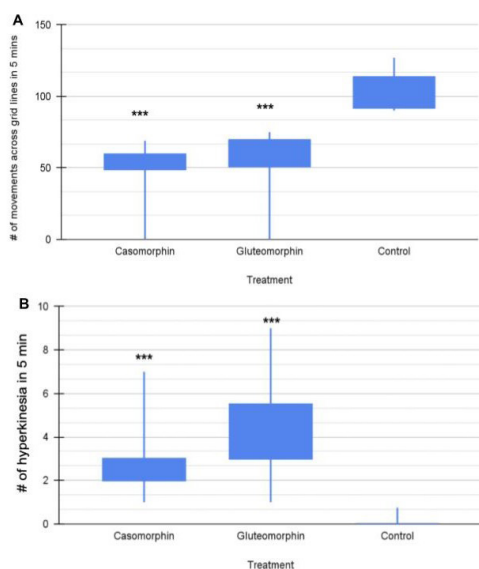 A
# of movements across grid lines in 5 mins
150
100
50
0
***
***
Casomorphin
Gluteomorphin
Control
Treatment
B
# of hyperkinesia in 5 min
10
8
6
4
2
0
***
***
Casomorphin
Gluteomorphin
Control
Treatment